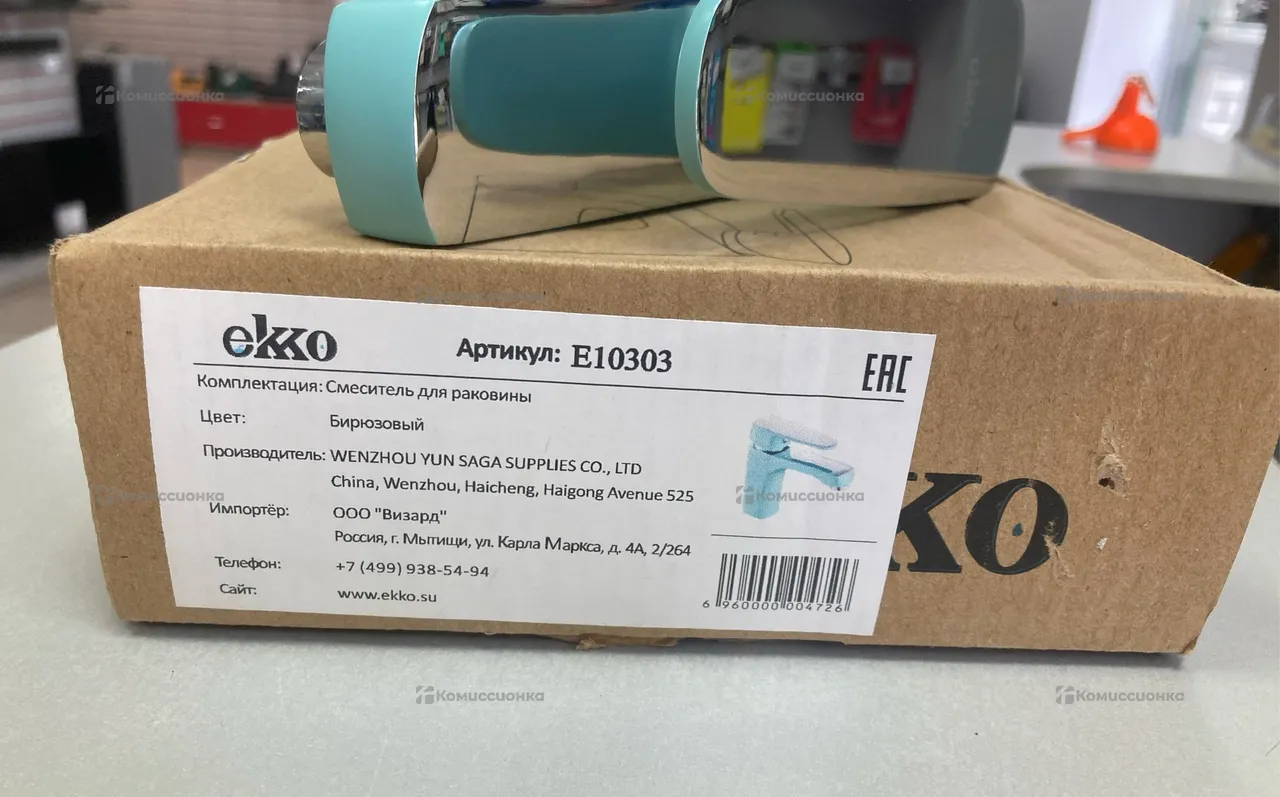 Комиссионка
Комиссионка
ekko
Артикул: E10303
EAC
Комплектация: Смеситель для раковины
Цвет: Бирюзовый
Производитель: WENZHOU YUN SAGA SUPPLIES CO., LTD
China, Wenzhou, Haicheng, Haigong Avenue 525
Импортёр: ООО "Визард"
Россия, г. Мытищи, ул. Карла Маркса, д. 4А, 2/264
Телефон: +7 (499) 938-54-94
Сайт: www.ekko.su
6 960000 004726
KKO
Комиссионка
Комиссионка
Комиссионка
Комиссионка